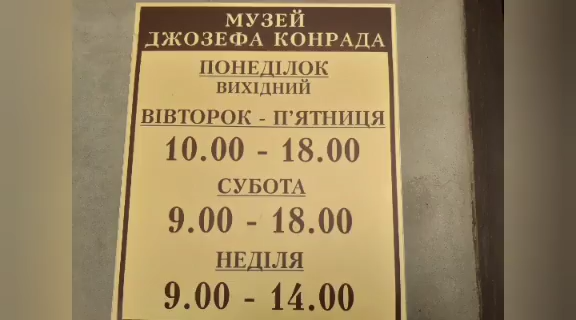 МУЗЕЙ
ДЖОЗЕФА КОНРАДА
ПОНЕДІЛОК
ВИХІДНИЙ
ВІВТОРОК - П'ЯТНИЦЯ
10.00 - 18.00
СУБОТА
9.00 - 18.00
НЕДІЛЯ
9.00 - 14.00